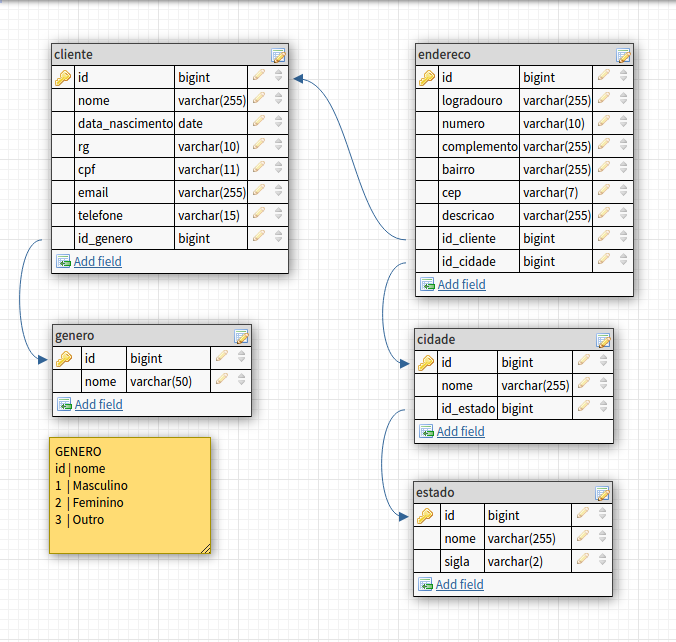 cliente
id bigint
nome varchar(255)
data_nascimento date
rg varchar(10)
cpf varchar(11)
email varchar(255)
telefone varchar(15)
id_genero bigint
Add field
endereco
id bigint
logradouro varchar(255)
numero varchar(10)
complemento varchar(255)
bairro varchar(255)
cep varchar(7)
descricao varchar(255)
id_cliente bigint
id_cidade bigint
Add field
genero
id bigint
nome varchar(50)
Add field
GENERO
id | nome
1 | Masculino
2 | Feminino
3 | Outro
cidade
id bigint
nome varchar(255)
id_estado bigint
Add field
estado
id bigint
nome varchar(255)
sigla varchar(2)
Add field